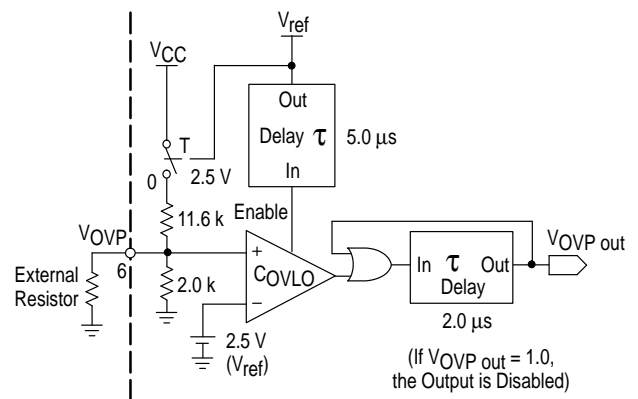 Vref
VCC
Out
Delay τ
In
5.0 µs
T
0
2.5 V
11.6 k
Enable
VOVP
6
External
Resistor
2.0 k
+
COVLO
−
2.5 V
(Vref)
In τ Out
Delay
2.0 µs
VOVP out
(If VOVP out = 1.0,
the Output is Disabled)